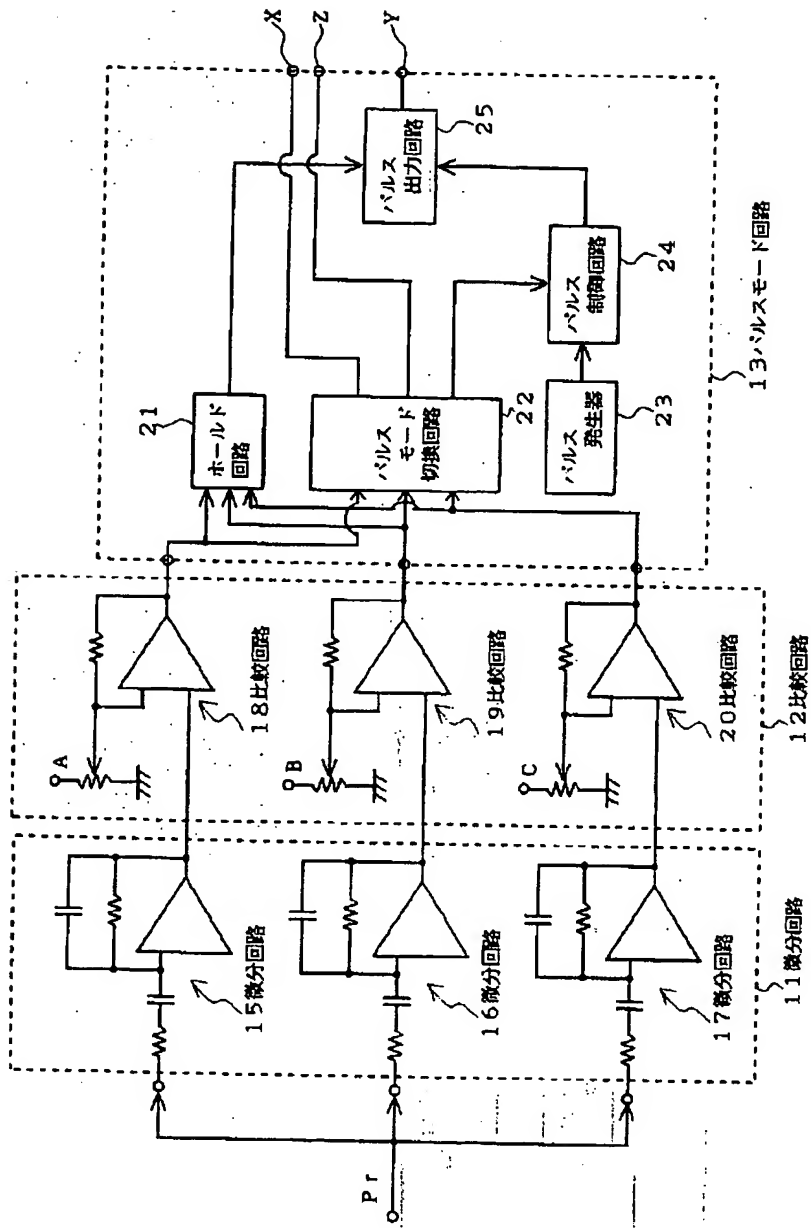 Pr
15微分回路
16微分回路
17微分回路
11微分回路
A
18比較回路
B
19比較回路
C
20比較回路
12比較回路
21
ホールド
回路
パルス
モード
切換回路
22
パルス
発生器
23
パルス
制御回路
24
パルス
出力回路
25
X
Z
Y
13パルスモード回路